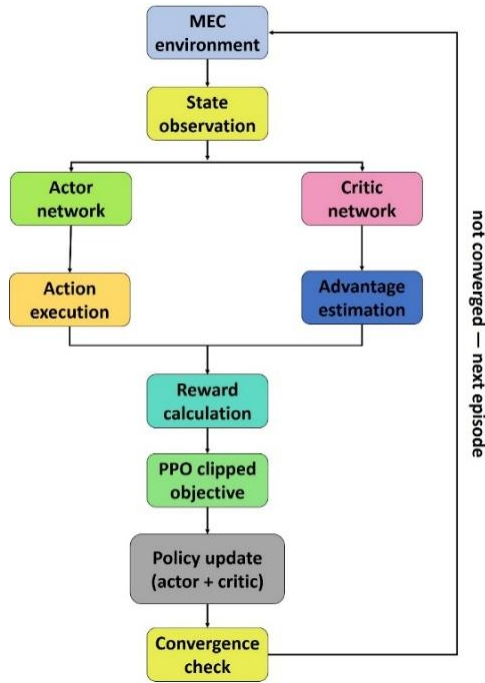 MEC
environment
State
observation
Actor
network
Critic
network
Action
execution
Advantage
estimation
Reward
calculation
PPO clipped
objective
Policy update
(actor + critic)
Convergence
check
not converged — next episode